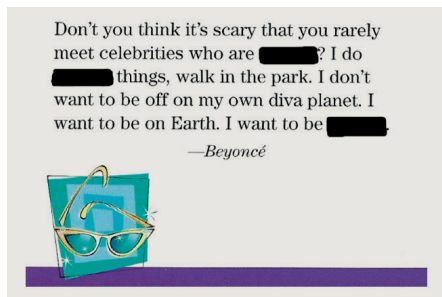 Don't you think it's scary that you rarely
meet celebrities who are ? I do
things, walk in the park. I don't
want to be off on my own diva planet. I
want to be on Earth. I want to be .
—Beyoncé